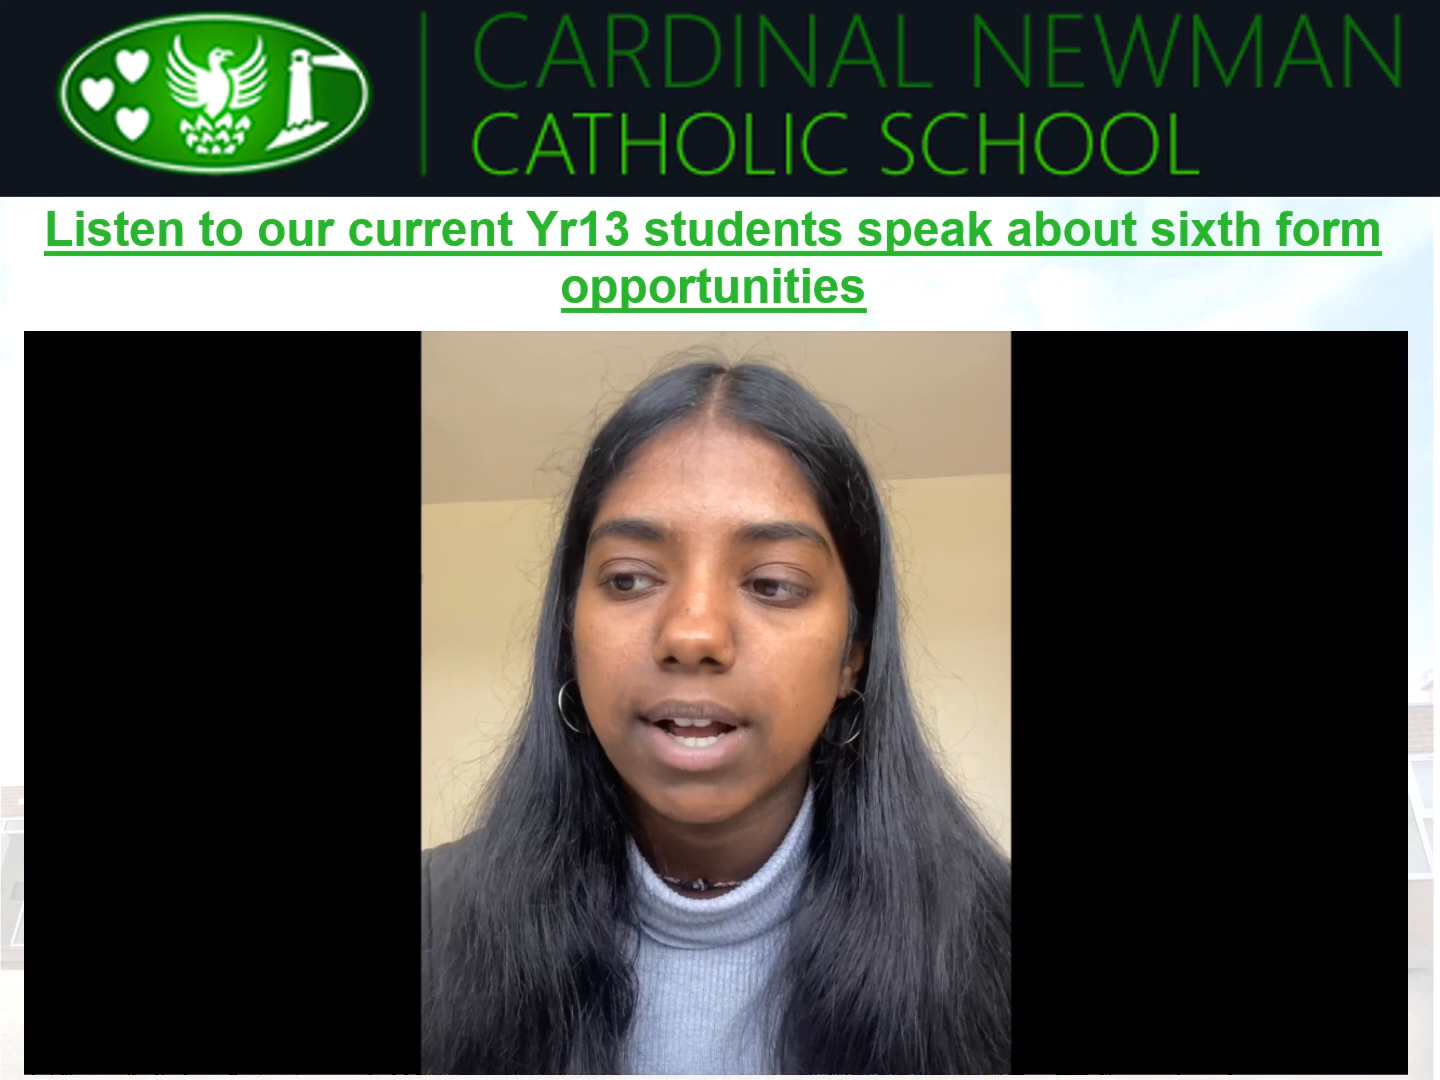 CARDINAL NEWMAN
CATHOLIC SCHOOL
Listen to our current Yr13 students speak about sixth form
opportunities